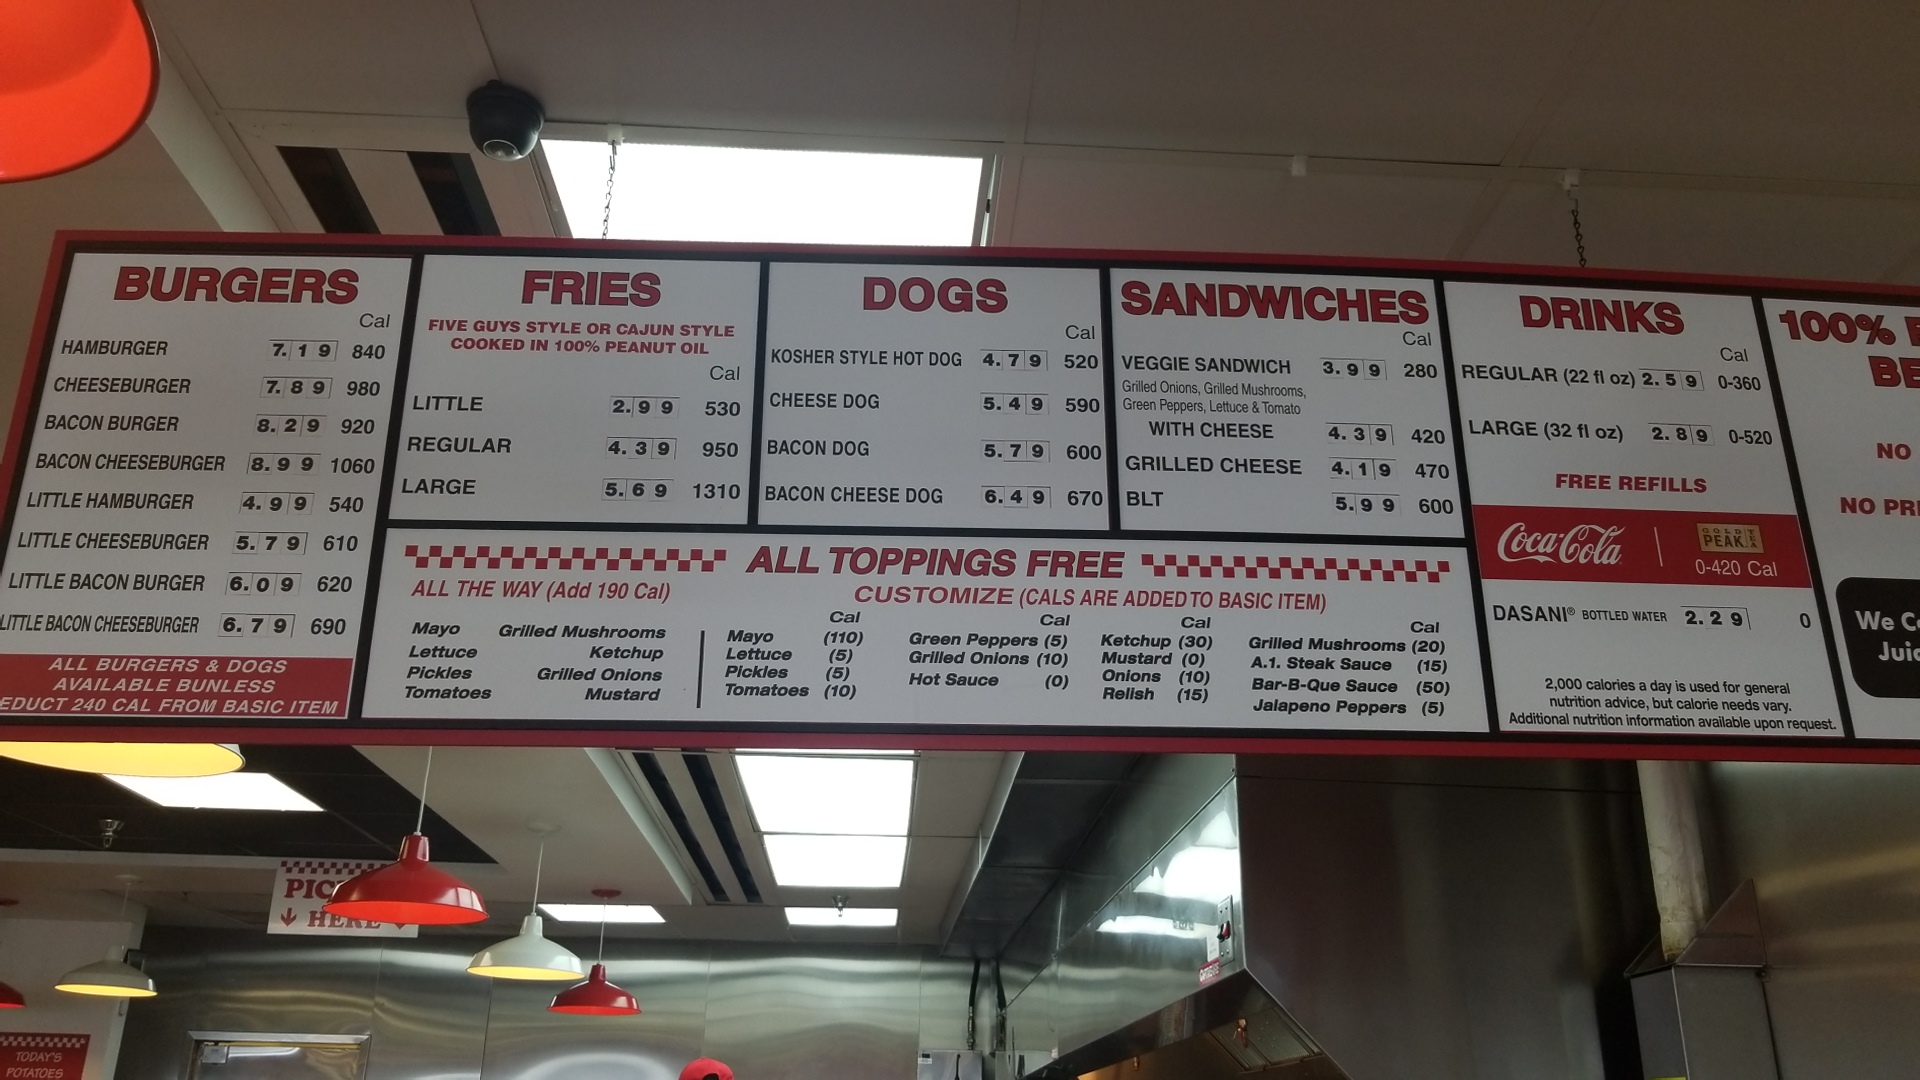 BURGERS
Cal
HAMBURGER 7.19 840
CHEESEBURGER 7.89 980
BACON BURGER 8.29 920
BACON CHEESEBURGER 8.99 1060
LITTLE HAMBURGER 4.99 540
LITTLE CHEESEBURGER 5.79 610
LITTLE BACON BURGER 6.09 620
LITTLE BACON CHEESEBURGER 6.79 690
ALL BURGERS & DOGS
AVAILABLE BUNLESS
EDUCT 240 CAL FROM BASIC ITEM
FRIES
FIVE GUYS STYLE OR CAJUN STYLE
COOKED IN 100% PEANUT OIL
Cal
LITTLE 2.99 530
REGULAR 4.39 950
LARGE 5.69 1310
DOGS
Cal
KOSHER STYLE HOT DOG 4.79 520
CHEESE DOG 5.49 590
BACON DOG 5.79 600
BACON CHEESE DOG 6.49 670
SANDWICHES
Cal
VEGGIE SANDWICH 3.99 280
Grilled Onions, Grilled Mushrooms,
Green Peppers, Lettuce & Tomato
WITH CHEESE 4.39 420
GRILLED CHEESE 4.19 470
BLT 5.99 600
DRINKS
Cal
REGULAR (22 fl oz) 2.59 0-360
LARGE (32 fl oz) 2.89 0-520
FREE REFILLS
Coca-Cola
GOLD PEAK TEA
0-420 Cal
DASANI® BOTTLED WATER 2.29 0
2,000 calories a day is used for general
nutrition advice, but calorie needs vary.
Additional nutrition information available upon request.
ALL TOPPINGS FREE
ALL THE WAY (Add 190 Cal)
Mayo Grilled Mushrooms
Lettuce Ketchup
Pickles Grilled Onions
Tomatoes Mustard
CUSTOMIZE (CALS ARE ADDED TO BASIC ITEM)
Cal
Mayo (110)
Lettuce (5)
Pickles (5)
Tomatoes (10)
Cal
Green Peppers (5)
Grilled Onions (10)
Hot Sauce (0)
Cal
Ketchup (30)
Mustard (0)
Onions (10)
Relish (15)
Cal
Grilled Mushrooms (20)
A.1. Steak Sauce (15)
Bar-B-Que Sauce (50)
Jalapeno Peppers (5)
100%
BE
NO
NO PRE
We C
Juic
PIC
HERE
TODAY'S
POTATOES